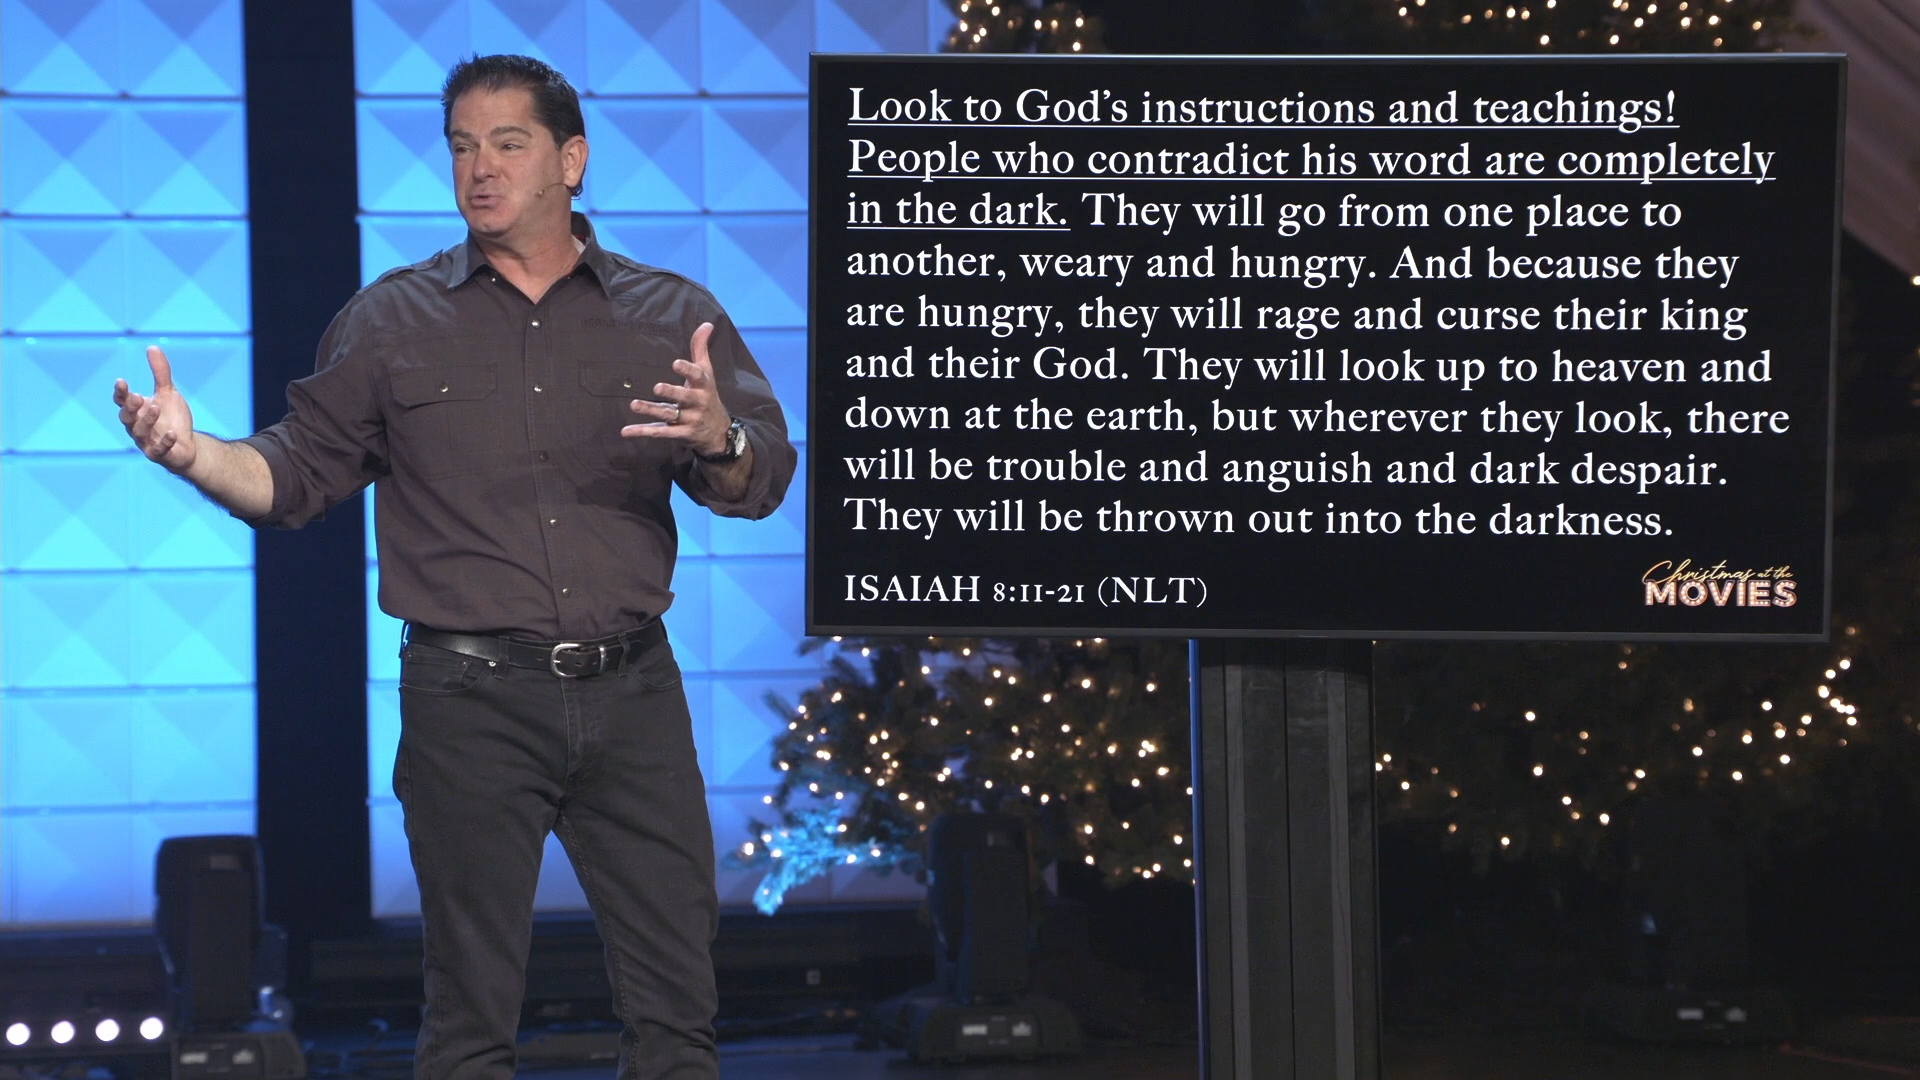 Look to God's instructions and teachings!
People who contradict his word are completely
in the dark. They will go from one place to
another, weary and hungry. And because they
are hungry, they will rage and curse their king
and their God. They will look up to heaven and
down at the earth, but wherever they look, there
will be trouble and anguish and dark despair.
They will be thrown out into the darkness.
ISAIAH 8:11-21 (NLT)
Christmas at the
MOVIES